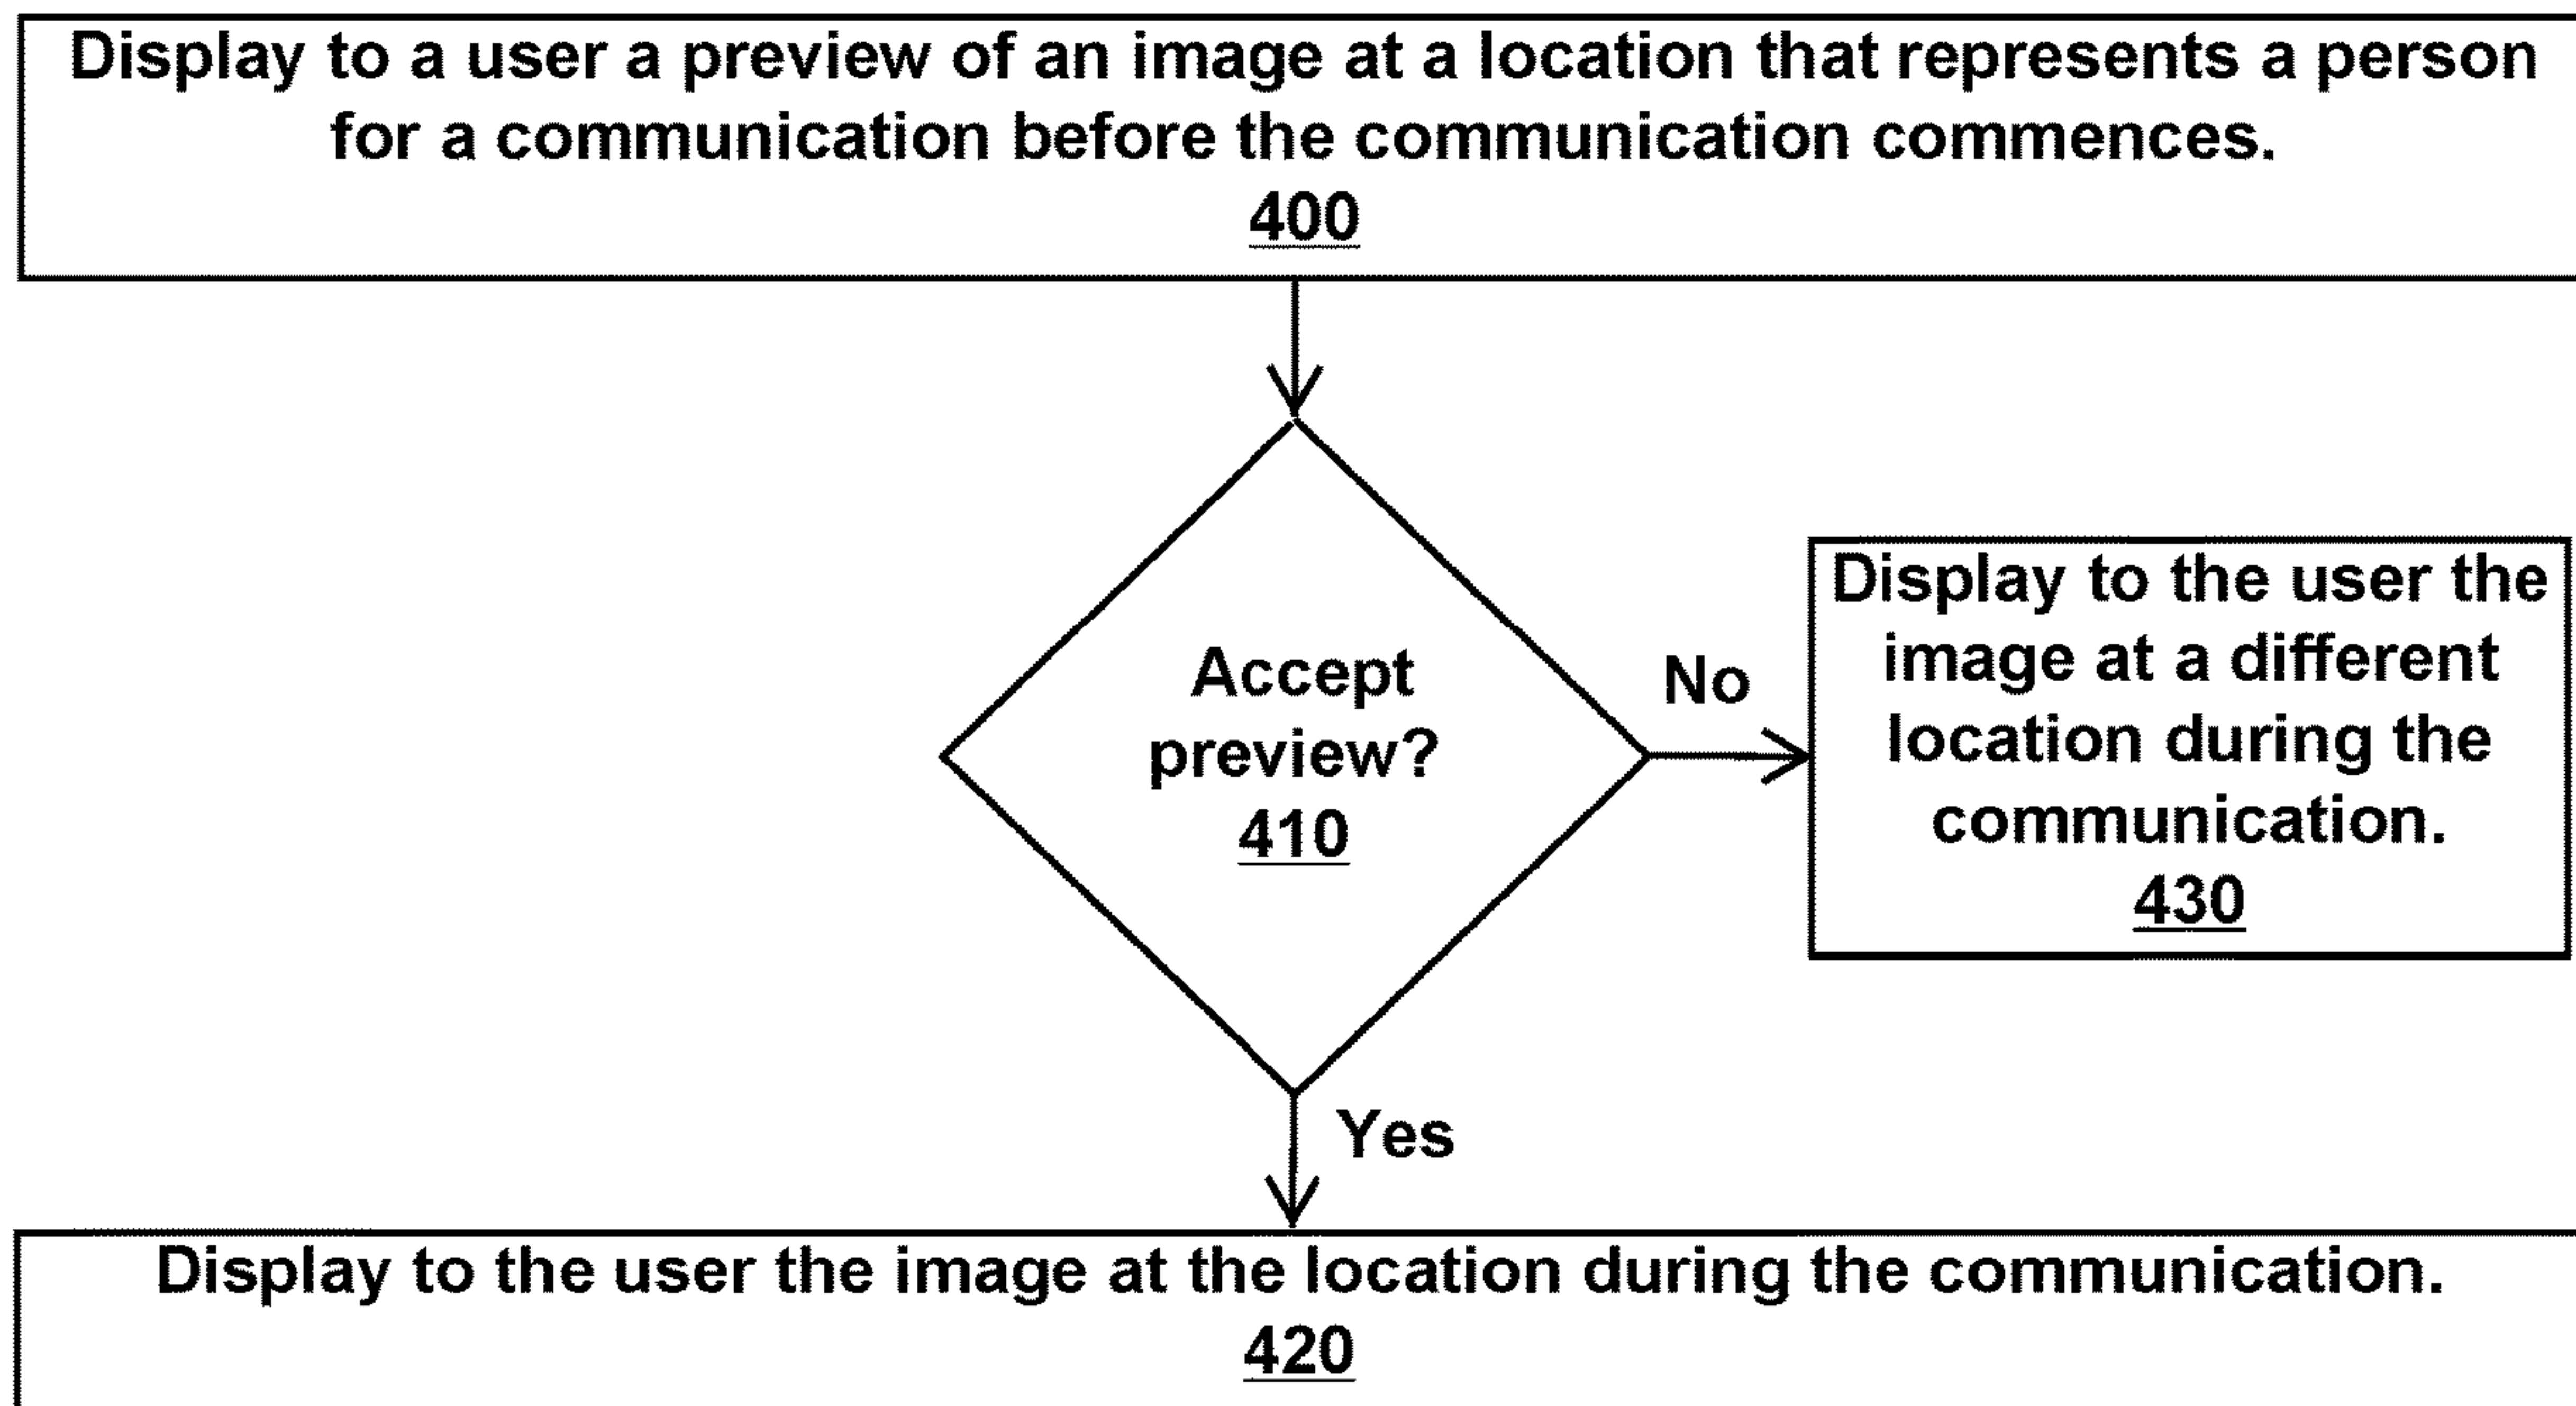 Display to a user a preview of an image at a location that represents a person
for a communication before the communication commences.
400
Accept
preview?
410
No
Display to the user the
image at a different
location during the
communication.
430
Yes
Display to the user the image at the location during the communication.
420